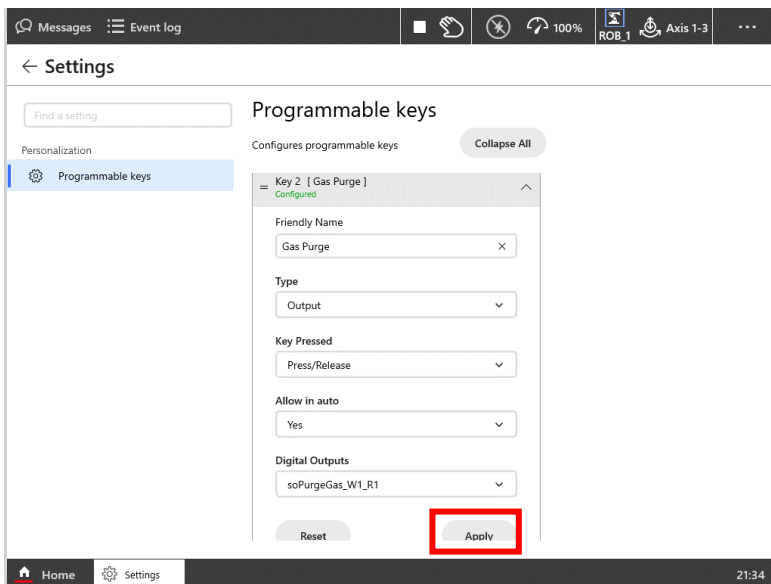 Messages
Event log
100%
ROB_1
Axis 1-3
...
← Settings
Find a setting
Personalization
Programmable keys
Programmable keys
Configures programmable keys
Collapse All
Key 2 [ Gas Purge ]
Configured
Friendly Name
Gas Purge
Type
Output
Key Pressed
Press/Release
Allow in auto
Yes
Digital Outputs
soPurgeGas_W1_R1
Reset
Apply
Home
Settings
21:34